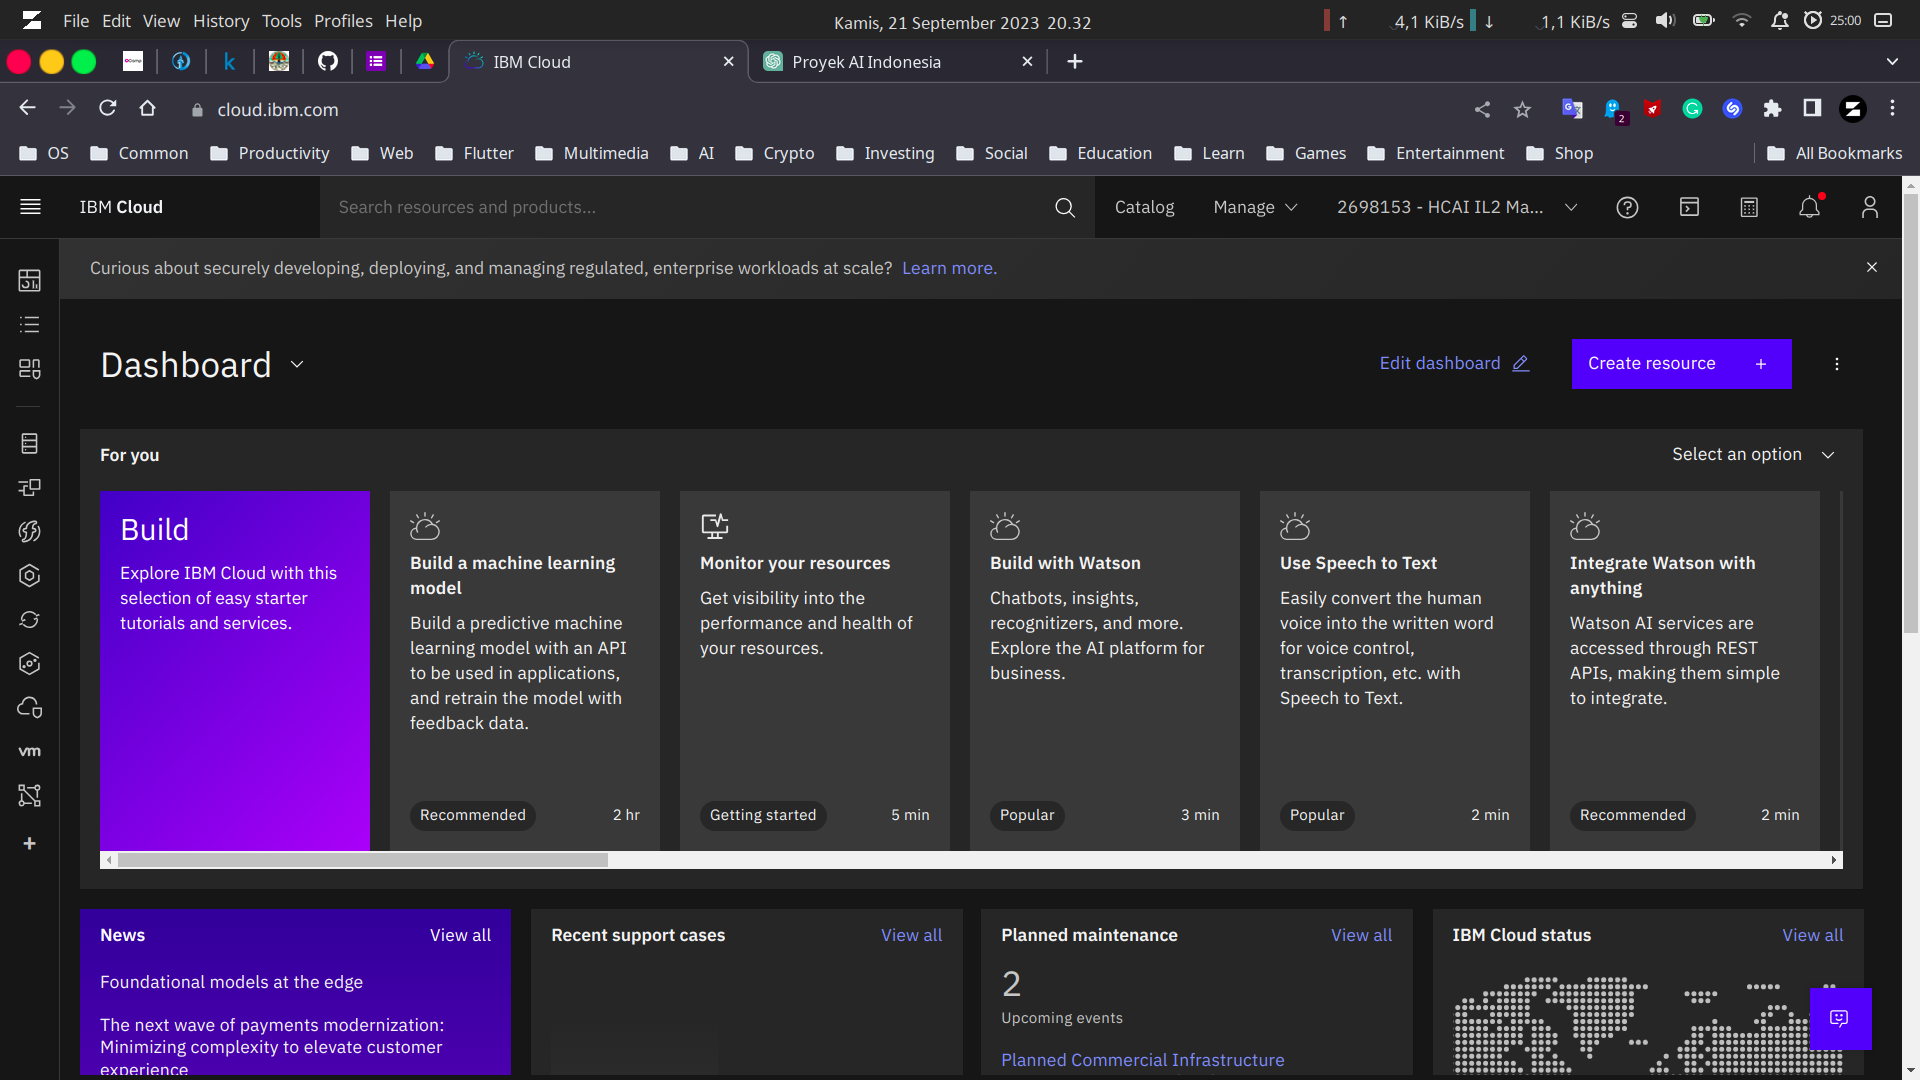 File Edit View History Tools Profiles Help
Kamis, 21 September 2023 20.32
↑ 4,1 KiB/s ↓ 1,1 KiB/s 25:00
IBM Cloud
Proyek AI Indonesia
cloud.ibm.com
2
OS Common Productivity Web Flutter Multimedia AI Crypto Investing Social Education Learn Games Entertainment Shop All Bookmarks
IBM Cloud
Search resources and products...
Catalog Manage 2698153 - HCAI IL2 Ma...
Curious about securely developing, deploying, and managing regulated, enterprise workloads at scale? Learn more.
Dashboard
Edit dashboard
Create resource +
For you
Select an option
Build
Explore IBM Cloud with this
selection of easy starter
tutorials and services.
Build a machine learning
model
Build a predictive machine
learning model with an API
to be used in applications,
and retrain the model with
feedback data.
Recommended 2 hr
Monitor your resources
Get visibility into the
performance and health of
your resources.
Getting started 5 min
Build with Watson
Chatbots, insights,
recognitizers, and more.
Explore the AI platform for
business.
Popular 3 min
Use Speech to Text
Easily convert the human
voice into the written word
for voice control,
transcription, etc. with
Speech to Text.
Popular 2 min
Integrate Watson with
anything
Watson AI services are
accessed through REST
APIs, making them simple
to integrate.
Recommended 2 min
vm
News View all
Foundational models at the edge
The next wave of payments modernization:
Minimizing complexity to elevate customer
experience
Recent support cases View all
Planned maintenance View all
2
Upcoming events
Planned Commercial Infrastructure
IBM Cloud status View all